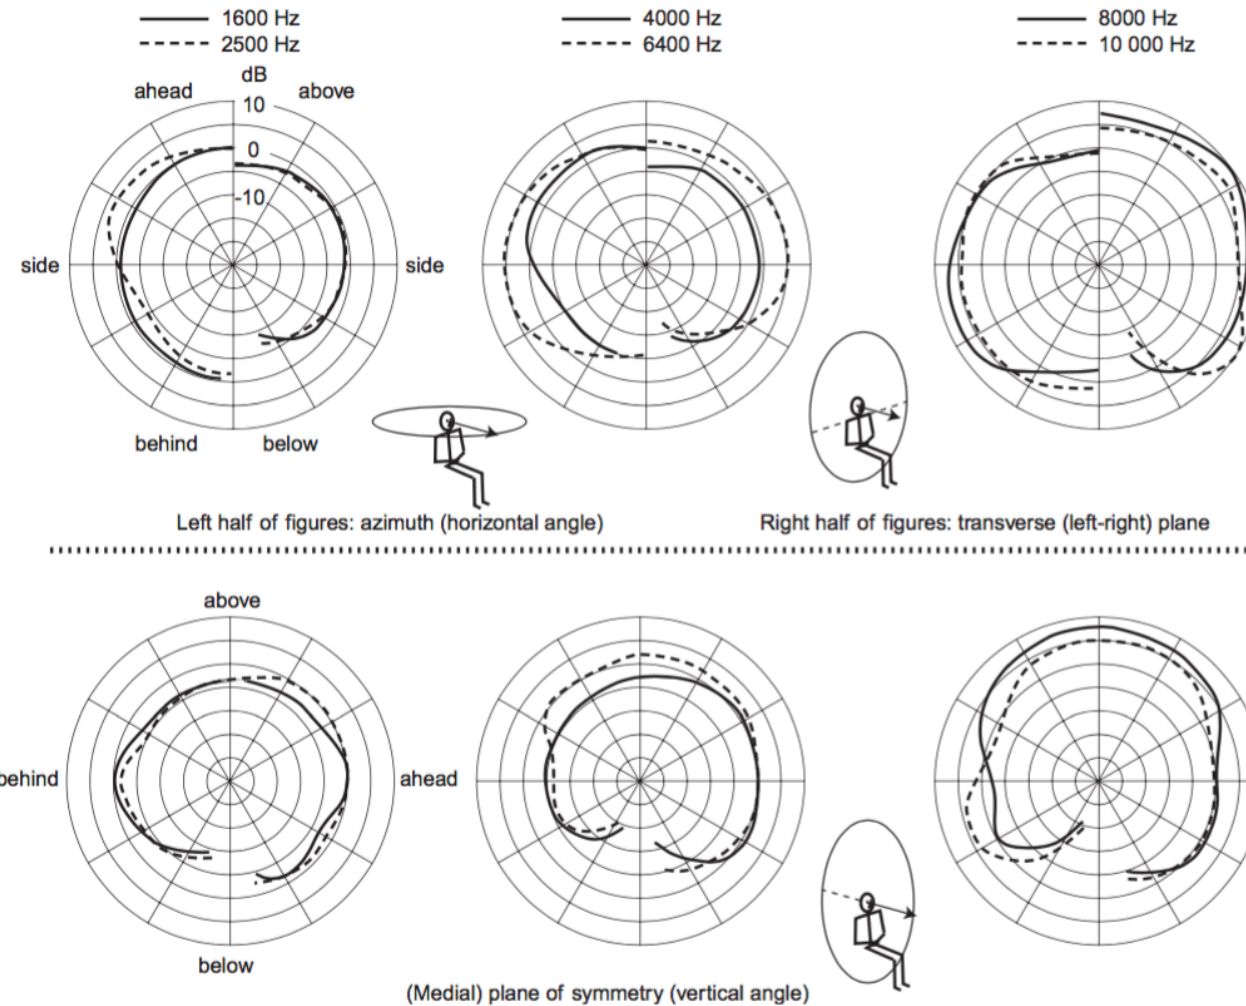 1600 Hz
2500 Hz
4000 Hz
6400 Hz
8000 Hz
10 000 Hz
dB
ahead
10
above
0
-10
side
side
behind
below
Left half of figures: azimuth (horizontal angle)
Right half of figures: transverse (left-right) plane
above
behind
ahead
below
(Medial) plane of symmetry (vertical angle)